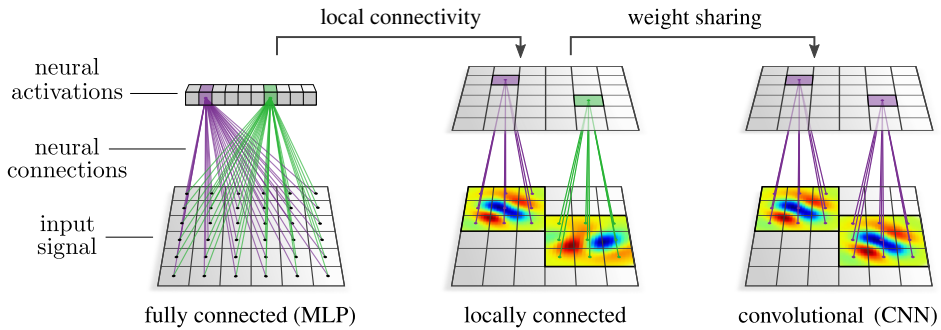 local connectivity
weight sharing
neural
activations
neural
connections
input
signal
fully connected (MLP)
locally connected
convolutional (CNN)